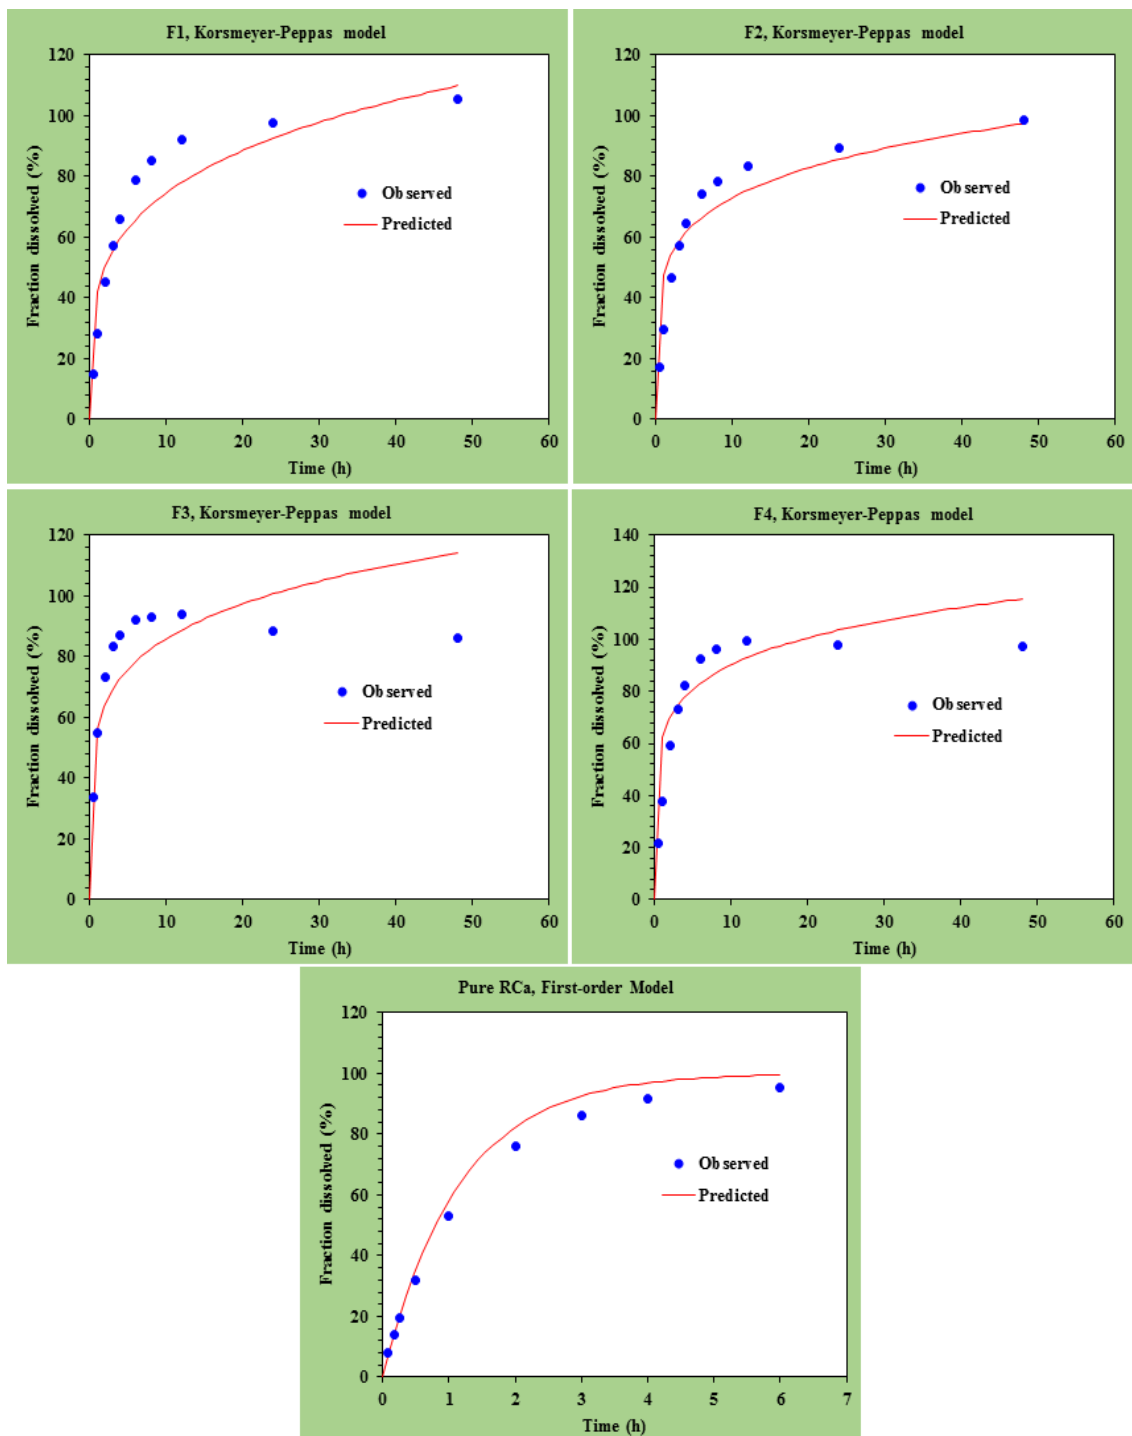 F1, Korsmeyer-Peppas model
120
100
80
60
40
20
0
Fraction dissolved (%)
Observed
Predicted
0 10 20 30 40 50 60
Time (h)
F2, Korsmeyer-Peppas model
120
100
80
60
40
20
0
Fraction dissolved (%)
Observed
Predicted
0 10 20 30 40 50 60
Time (h)
F3, Korsmeyer-Peppas model
120
100
80
60
40
20
0
Fraction dissolved (%)
Observed
Predicted
0 10 20 30 40 50 60
Time (h)
F4, Korsmeyer-Peppas model
140
120
100
80
60
40
20
0
Fraction dissolved (%)
Observed
Predicted
0 10 20 30 40 50 60
Time (h)
Pure RCa, First-order Model
120
100
80
60
40
20
0
Fraction dissolved (%)
Observed
Predicted
0 1 2 3 4 5 6 7
Time (h)